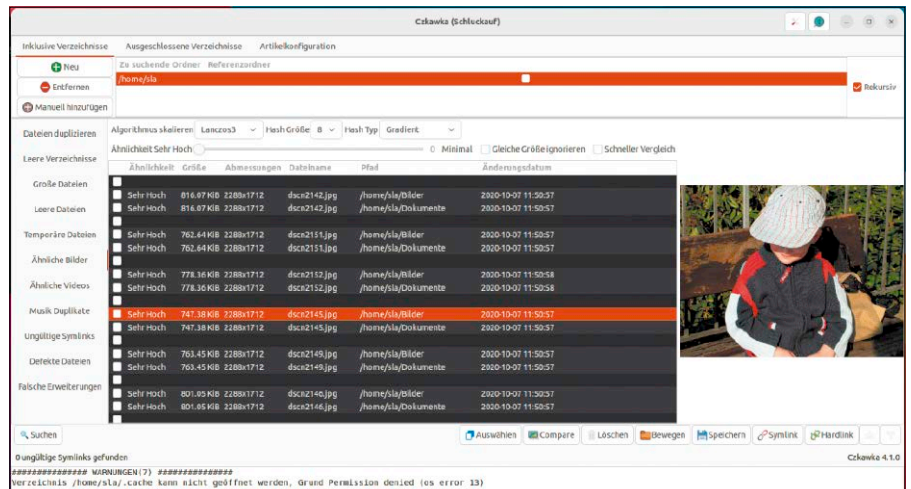 Czkawka (Schluckauf)
Inklusive Verzeichnisse Ausgeschlossene Verzeichnisse Artikelkonfiguration
Neu
Entfernen
Manuell hinzufügen
Zu suchende Ordner Referenzordner
/home/sla
Rekursiv
Dateien duplizieren
Leere Verzeichnisse
Große Dateien
Leere Dateien
Temporäre Dateien
Ähnliche Bilder
Ähnliche Videos
Musik Duplikate
Ungültige Symlinks
Defekte Dateien
Falsche Erweiterungen
Algorithmus skalieren Lanczos3 Hash Größe 8 Hash Typ Gradient
Ähnlichkeit Sehr Hoch 0 Minimal Gleiche Größe ignorieren Schneller Vergleich
Ähnlichkeit Größe Abmessungen Dateiname Pfad Änderungsdatum
Sehr Hoch 816.07 KiB 2288x1712 dscn2142.jpg /home/sla/Bilder 2020-10-07 11:50:57
Sehr Hoch 816.07 KiB 2288x1712 dscn2142.jpg /home/sla/Dokumente 2020-10-07 11:50:57
Sehr Hoch 762.64 KiB 2288x1712 dscn2151.jpg /home/sla/Bilder 2020-10-07 11:50:57
Sehr Hoch 762.64 KiB 2288x1712 dscn2151.jpg /home/sla/Dokumente 2020-10-07 11:50:57
Sehr Hoch 778.36 KiB 2288x1712 dscn2152.jpg /home/sla/Bilder 2020-10-07 11:50:58
Sehr Hoch 778.36 KiB 2288x1712 dscn2152.jpg /home/sla/Dokumente 2020-10-07 11:50:58
Sehr Hoch 747.38 KiB 2288x1712 dscn2145.jpg /home/sla/Bilder 2020-10-07 11:50:57
Sehr Hoch 747.38 KiB 2288x1712 dscn2145.jpg /home/sla/Dokumente 2020-10-07 11:50:57
Sehr Hoch 763.45 KiB 2288x1712 dscn2149.jpg /home/sla/Bilder 2020-10-07 11:50:57
Sehr Hoch 763.45 KiB 2288x1712 dscn2149.jpg /home/sla/Dokumente 2020-10-07 11:50:57
Sehr Hoch 801.05 KiB 2288x1712 dscn2146.jpg /home/sla/Bilder 2020-10-07 11:50:57
Sehr Hoch 801.05 KiB 2288x1712 dscn2146.jpg /home/sla/Dokumente 2020-10-07 11:50:57
Suchen Auswählen Compare Löschen Bewegen Speichern Symlink Hardlink
0 ungültige Symlinks gefunden Czkawka 4.1.0
############### WARNUNGEN(7) ###############
Verzeichnis /home/sla/.cache kann nicht geöffnet werden, Grund Permission denied (os error 13)